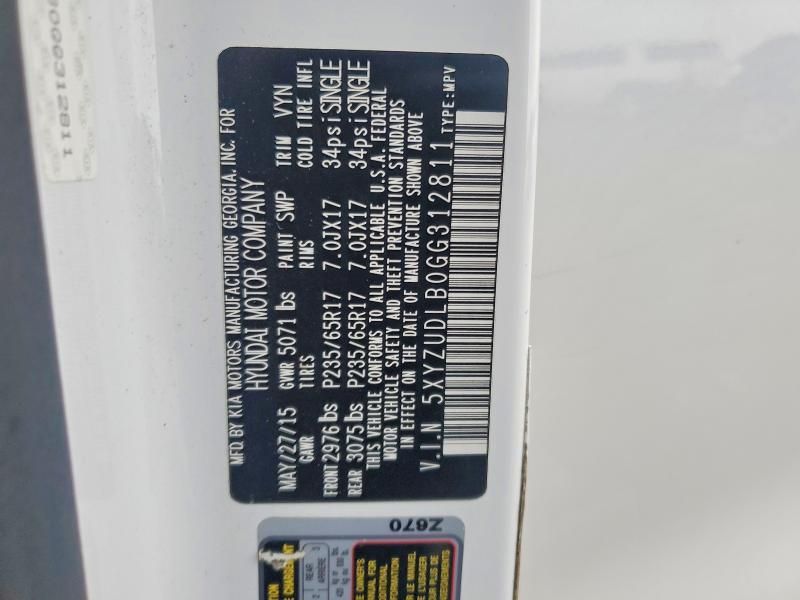 MFD BY KIA MOTORS MANUFACTURING GEORGIA, INC. FOR
HYUNDAI MOTOR COMPANY
MAY/27/15 GVWR 5071 lbs PAINT SWP TRIM VYN
GAWR TIRES RIMS COLD TIRE INFL
FRONT 2976 lbs P235/65R17 7.0JX17 34psi SINGLE
REAR 3075 lbs P235/65R17 7.0JX17 34psi SINGLE
THIS VEHICLE CONFORMS TO ALL APPLICABLE U.S.A. FEDERAL
MOTOR VEHICLE SAFETY AND THEFT PREVENTION STANDARDS
IN EFFECT ON THE DATE OF MANUFACTURE SHOWN ABOVE
V.I.N 5XYZUDLB0GG312811 TYPE:MPV
312811
Z670
REAR
ARRIERE